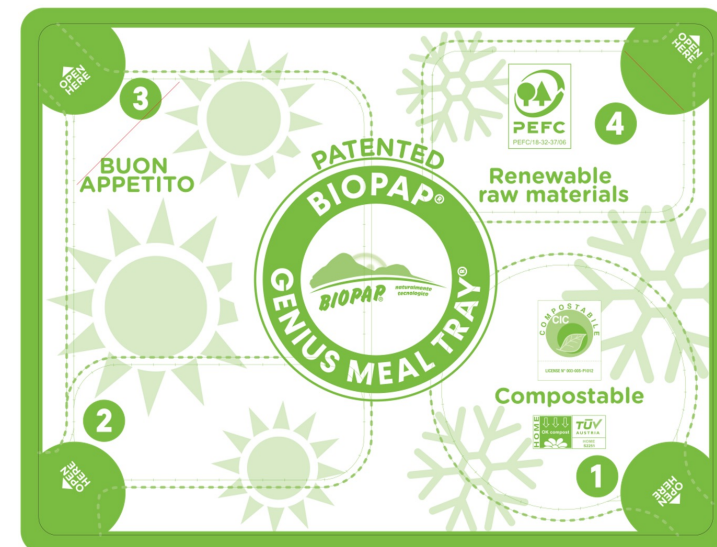 OPEN
HERE
3
BUON
APPETITO
PATENTED
BIOPAP®
GENIUS MEAL TRAY®
BIOPAP®
naturalmente
tecnologico
PEFC
PEFC/18-32-37/06
4
OPEN
HERE
Renewable
raw materials
COMPOSTABILE
CIC
Compostable
HOME
OK compost
TÜV
AUSTRIA
HOME
1
OPEN
HERE
2
OPEN
HERE